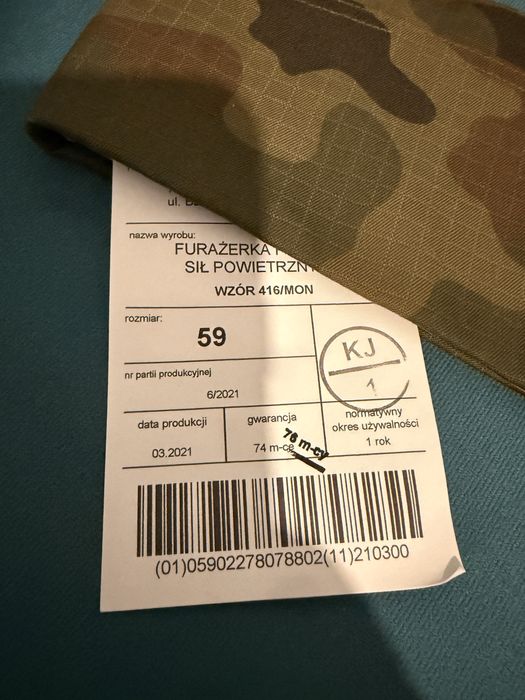 ul.
nazwa wyrobu:
FURAŻERKA
SIŁ POWIETRZN
WZÓR 416/MON
rozmiar:
59
KJ
1
nr partii produkcyjnej
6/2021
data produkcji
03.2021
gwarancja
74 m-ce
76 m-cy
normatywny
okres używalności
1 rok
(01)05902278078802(11)210300